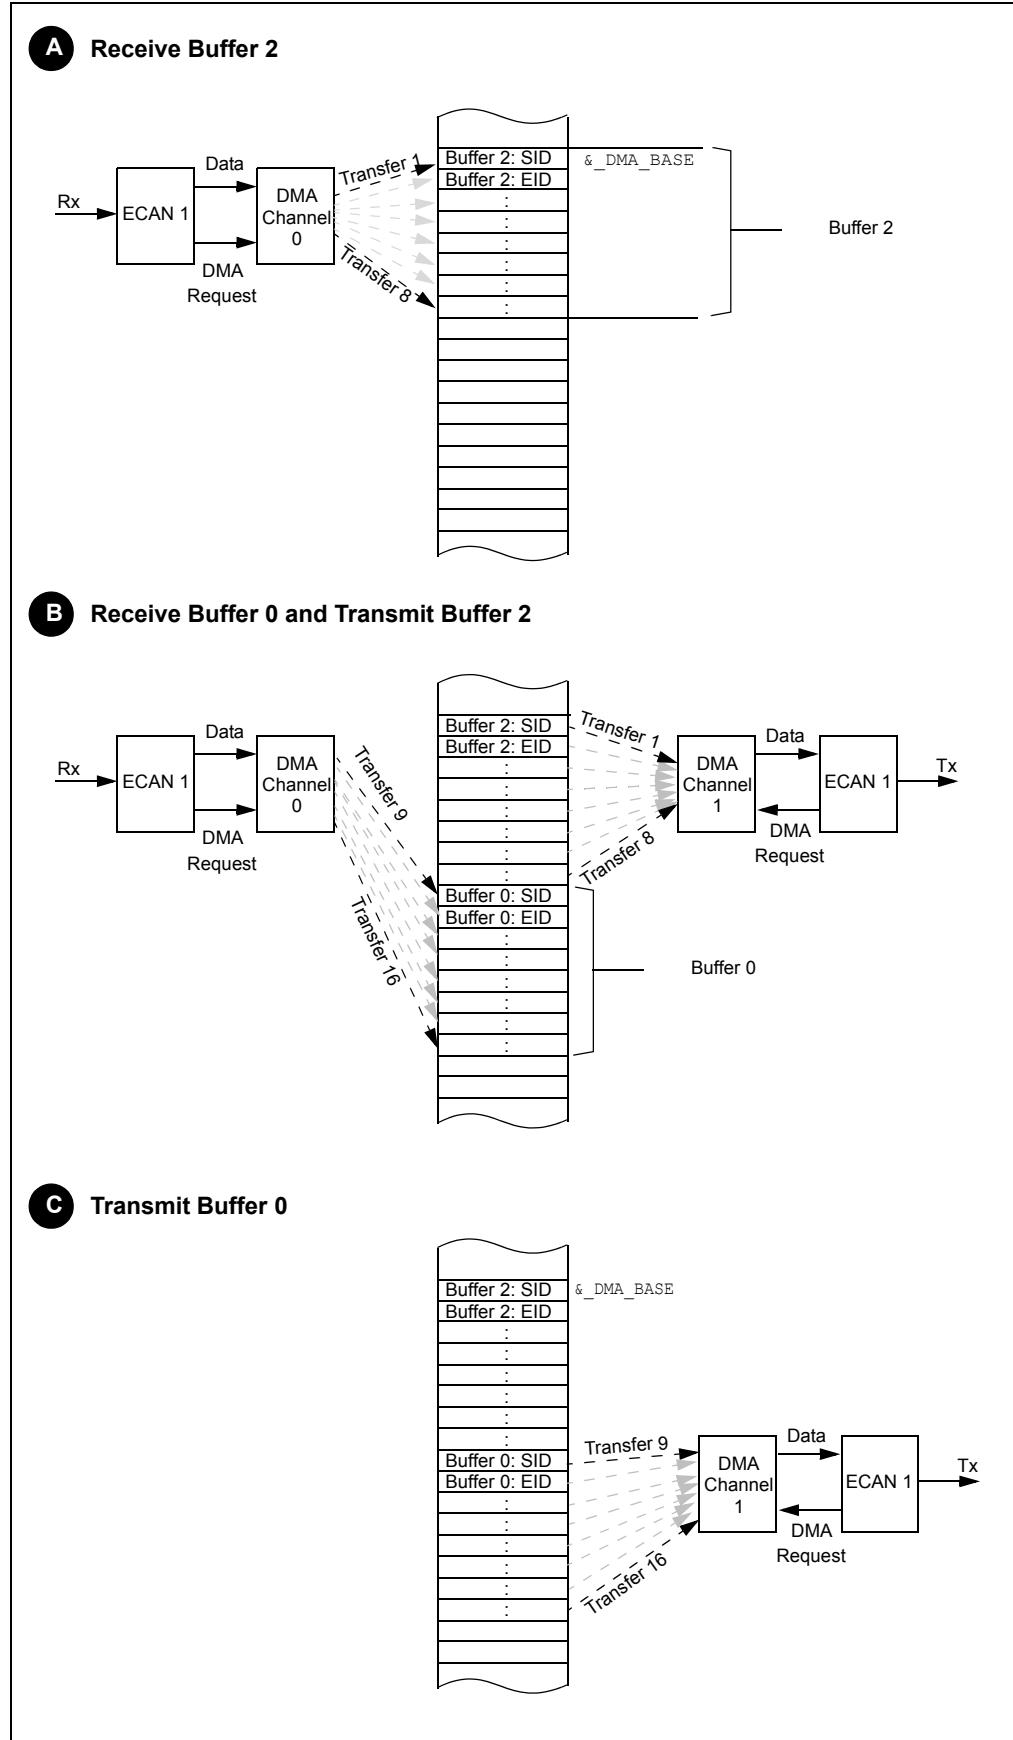 A Receive Buffer 2
Rx
ECAN 1
Data
DMA
Request
DMA
Channel
0
Transfer 1
Transfer 8
Buffer 2: SID
Buffer 2: EID
:
:
:
:
:
:
&_DMA_BASE
Buffer 2
B Receive Buffer 0 and Transmit Buffer 2
Rx
ECAN 1
Data
DMA
Request
DMA
Channel
0
Transfer 9
Transfer 16
Buffer 2: SID
Buffer 2: EID
:
:
:
:
:
:
Buffer 0: SID
Buffer 0: EID
:
:
:
:
:
:
Transfer 1
Transfer 8
DMA
Channel
1
Data
DMA
Request
ECAN 1
Tx
Buffer 0
C Transmit Buffer 0
Buffer 2: SID
Buffer 2: EID
:
:
:
:
:
:
Buffer 0: SID
Buffer 0: EID
:
:
:
:
:
:
&_DMA_BASE
Transfer 9
Transfer 16
DMA
Channel
1
Data
DMA
Request
ECAN 1
Tx